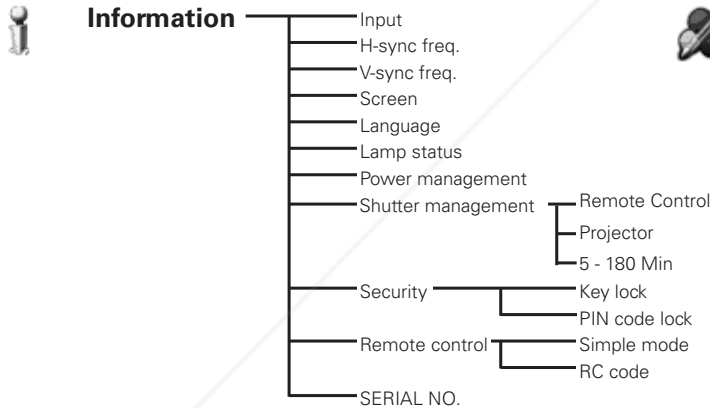 Information
Input
H-sync freq.
V-sync freq.
Screen
Language
Lamp status
Power management
Shutter management
Remote Control
Projector
5 - 180 Min
Security
Key lock
PIN code lock
Remote control
Simple mode
RC code
SERIAL NO.